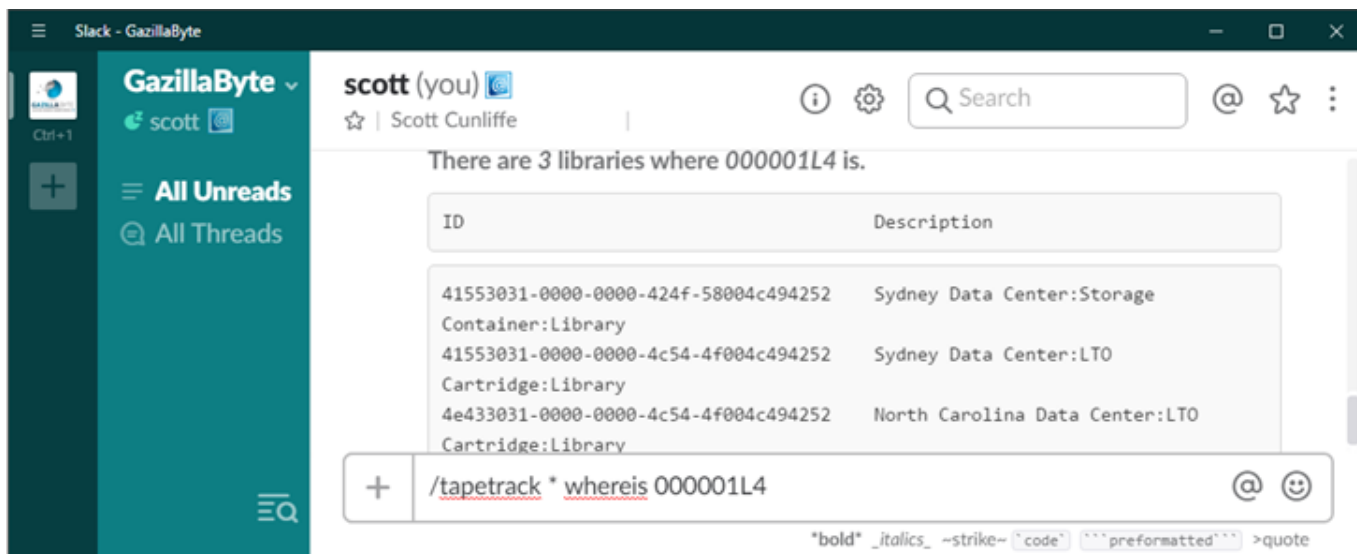 Slack - GazillaByte
GazillaByte
scott
Ctrl+1
All Unreads
All Threads
scott (you)
Scott Cunliffe
Search
There are 3 libraries where 000001L4 is.
ID Description
41553031-0000-0000-424f-58004c494252 Sydney Data Center:Storage
Container:Library
41553031-0000-0000-4c54-4f004c494252 Sydney Data Center:LTO
Cartridge:Library
4e433031-0000-0000-4c54-4f004c494252 North Carolina Data Center:LTO
Cartridge:Library
/tapetrack * whereis 000001L4
*bold* _italics_ ~strike~ `code` ```preformatted``` >quote